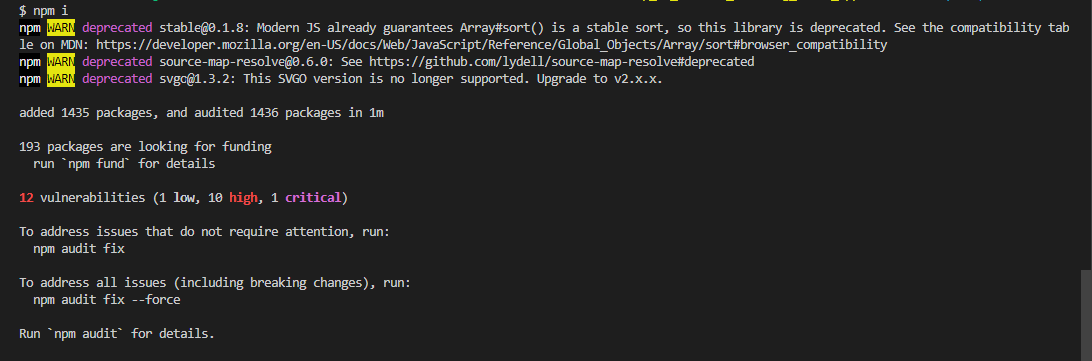 $ npm i
npm WARN deprecated stable@0.1.8: Modern JS already guarantees Array#sort() is a stable sort, so this library is deprecated. See the compatibility tab
le on MDN: https://developer.mozilla.org/en-US/docs/Web/JavaScript/Reference/Global_Objects/Array/sort#browser_compatibility
npm WARN deprecated source-map-resolve@0.6.0: See https://github.com/lydell/source-map-resolve#deprecated
npm WARN deprecated svgo@1.3.2: This SVGO version is no longer supported. Upgrade to v2.x.x.
added 1435 packages, and audited 1436 packages in 1m
193 packages are looking for funding
run `npm fund` for details
12 vulnerabilities (1 low, 10 high, 1 critical)
To address issues that do not require attention, run:
npm audit fix
To address all issues (including breaking changes), run:
npm audit fix --force
Run `npm audit` for details.